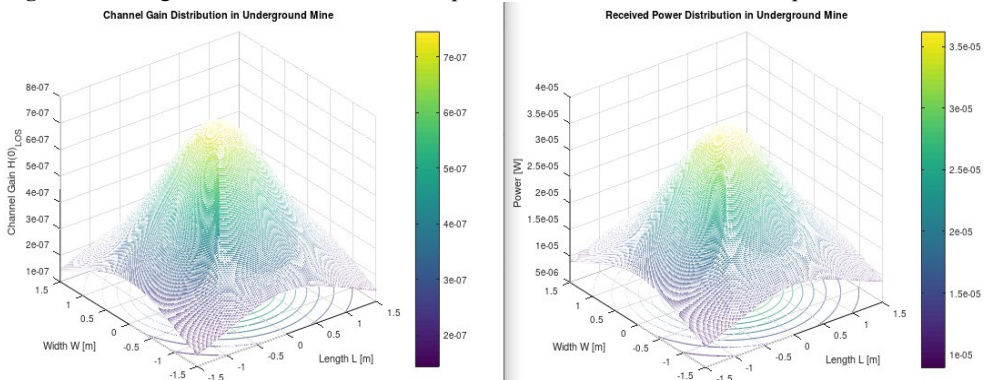 Channel Gain Distribution in Underground Mine
8e-07
7e-07
6e-07
5e-07
4e-07
3e-07
2e-07
1e-07
Channel Gain H(0)LOS
1.5
1
0.5
0
-0.5
-1
-1.5
Width W [m]
-1.5
-1
-0.5
0
0.5
1
1.5
Length L [m]
7e-07
6e-07
5e-07
4e-07
3e-07
2e-07
Received Power Distribution in Underground Mine
4e-05
3.5e-05
3e-05
2.5e-05
2e-05
1.5e-05
1e-05
5e-06
Power [W]
1.5
1
0.5
0
-0.5
-1
-1.5
Width W [m]
-1.5
-1
-0.5
0
0.5
1
1.5
Length L [m]
3.5e-05
3e-05
2.5e-05
2e-05
1.5e-05
1e-05